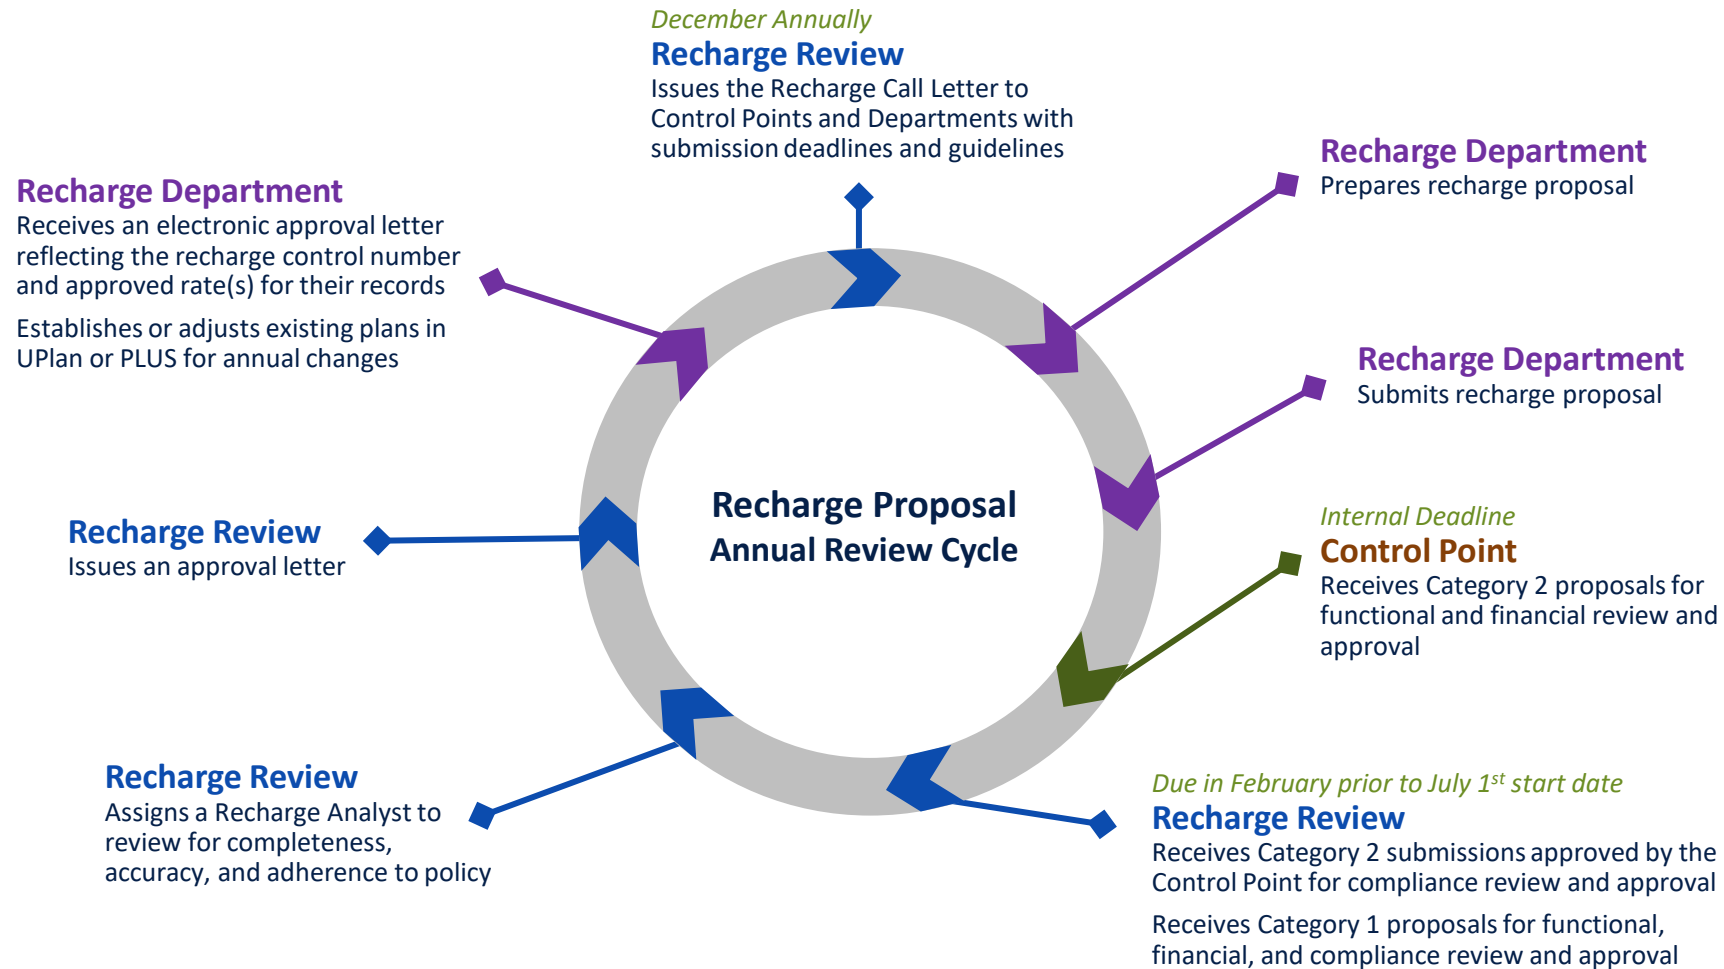 December Annually
Recharge Review
Issues the Recharge Call Letter to
Control Points and Departments with
submission deadlines and guidelines
Recharge Department
Prepares recharge proposal
Recharge Department
Submits recharge proposal
Internal Deadline
Control Point
Receives Category 2 proposals for
functional and financial review and
approval
Due in February prior to July 1st start date
Recharge Review
Receives Category 2 submissions approved by the
Control Point for compliance review and approval
Receives Category 1 proposals for functional,
financial, and compliance review and approval
Recharge Review
Assigns a Recharge Analyst to
review for completeness,
accuracy, and adherence to policy
Recharge Review
Issues an approval letter
Recharge Department
Receives an electronic approval letter
reflecting the recharge control number
and approved rate(s) for their records
Establishes or adjusts existing plans in
UPlan or PLUS for annual changes
Recharge Proposal
Annual Review Cycle